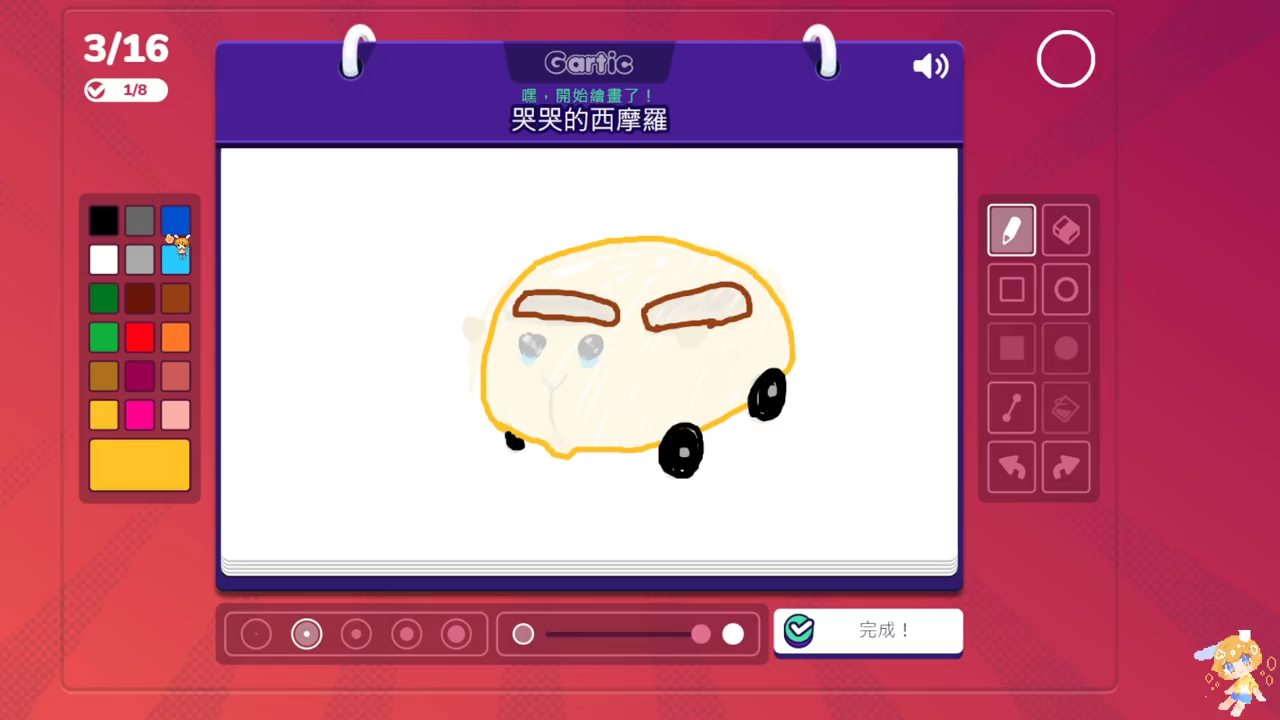 3/16
1/8
Gartic
嘿，開始繪畫了！
哭哭的西摩羅
完成！